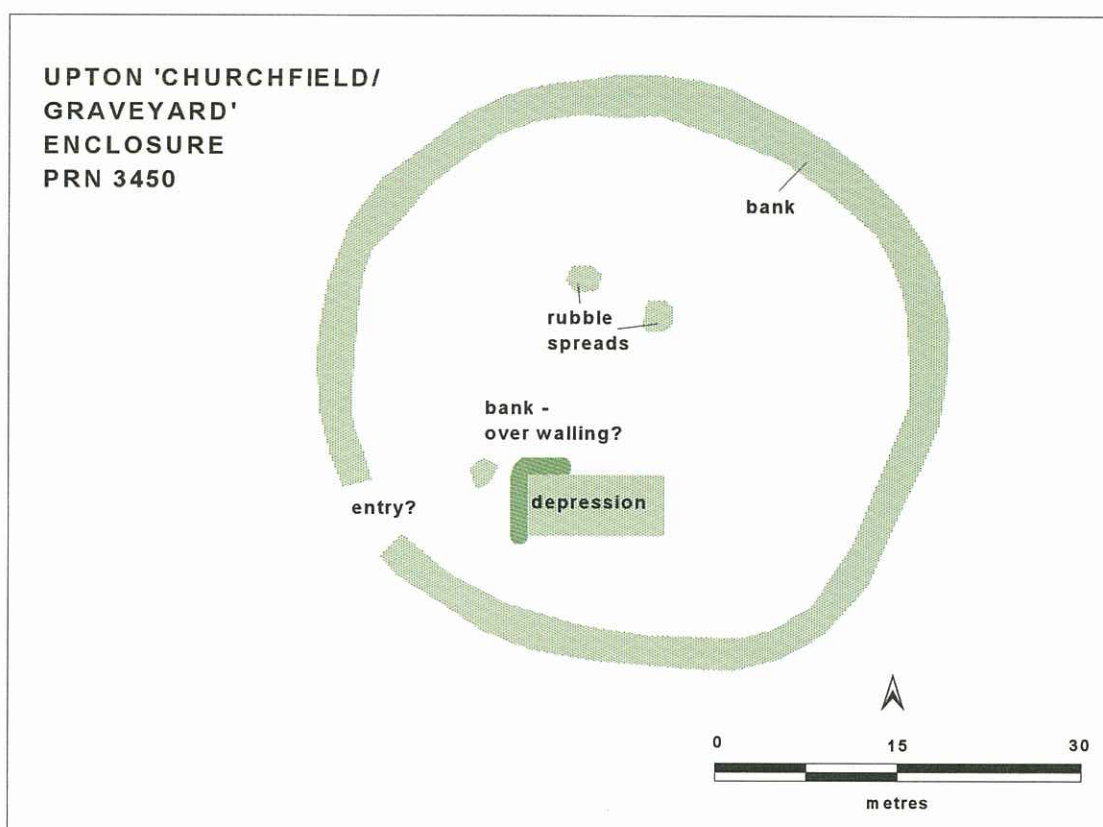 UPTON 'CHURCHFIELD/
GRAVEYARD'
ENCLOSURE
PRN 3450
bank
rubble
spreads
bank -
over walling?
entry?
depression
0 15 30
metres